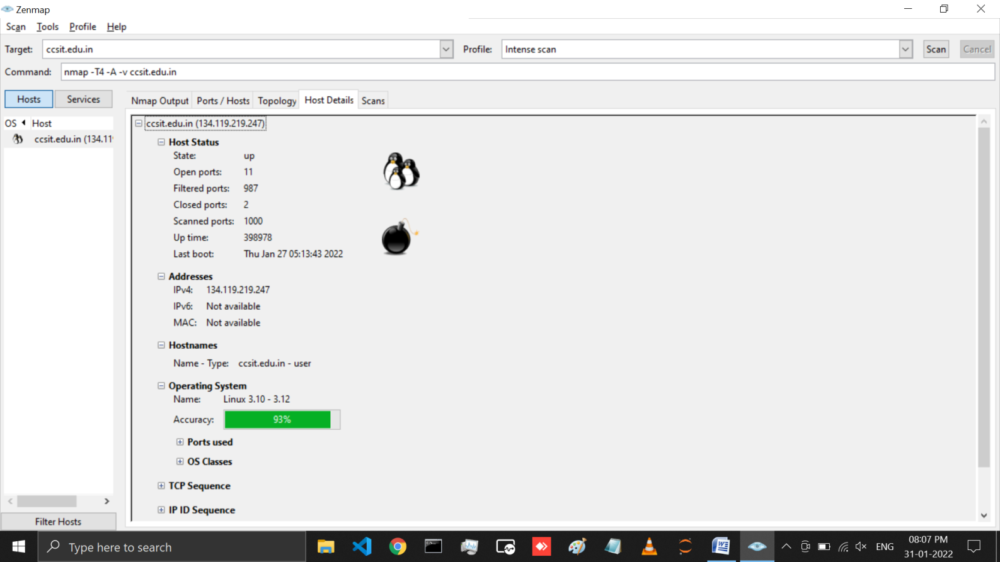 Zenmap
Scan Tools Profile Help
Target: ccsit.edu.in Profile: Intense scan Scan Cancel
Command: nmap -T4 -A -v ccsit.edu.in
Hosts Services
Nmap Output Ports / Hosts Topology Host Details Scans
OS Host
ccsit.edu.in (134.11
ccsit.edu.in (134.119.219.247)
Host Status
State: up
Open ports: 11
Filtered ports: 987
Closed ports: 2
Scanned ports: 1000
Up time: 398978
Last boot: Thu Jan 27 05:13:43 2022
Addresses
IPv4: 134.119.219.247
IPv6: Not available
MAC: Not available
Hostnames
Name - Type: ccsit.edu.in - user
Operating System
Name: Linux 3.10 - 3.12
Accuracy: 93%
Ports used
OS Classes
TCP Sequence
IP ID Sequence
Filter Hosts
Type here to search
ENG
08:07 PM
31-01-2022